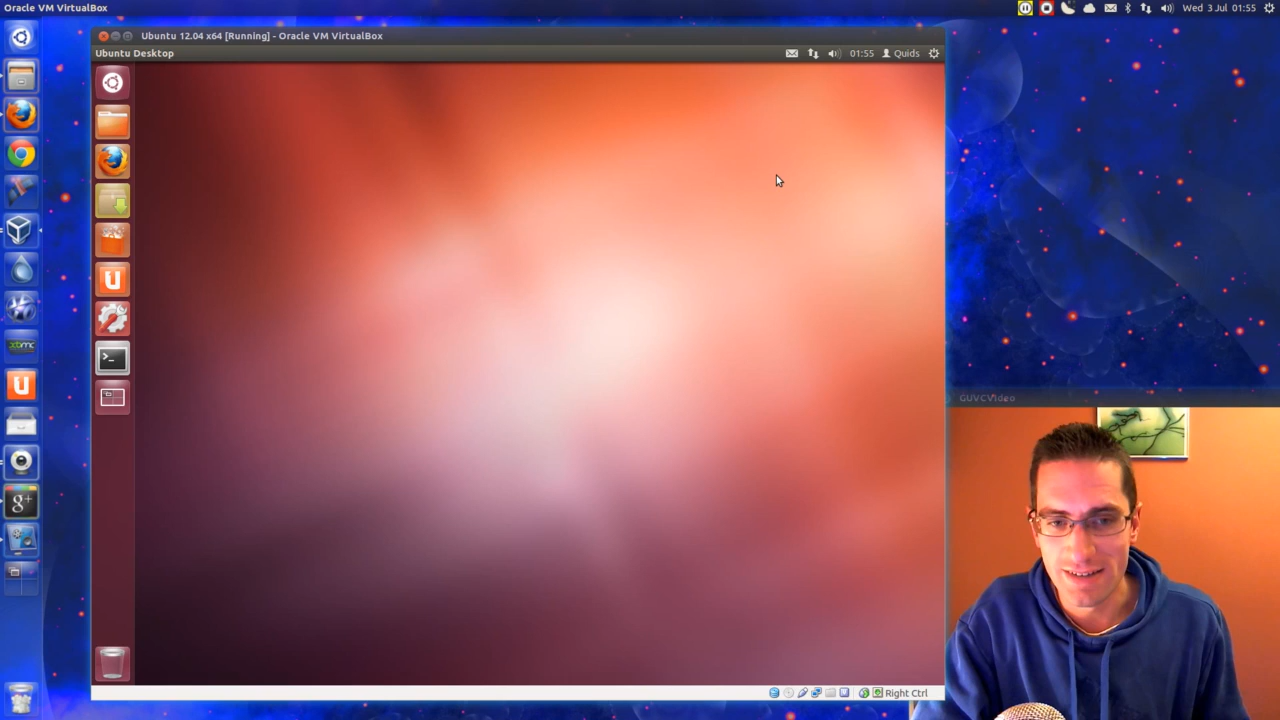 Oracle VM VirtualBox
Wed 3 Jul 01:55
Ubuntu 12.04 x64 [Running] - Oracle VM VirtualBox
Ubuntu Desktop
01:55
Quids
U
>_
xbmc
U
g+
GUVCVideo
Right Ctrl